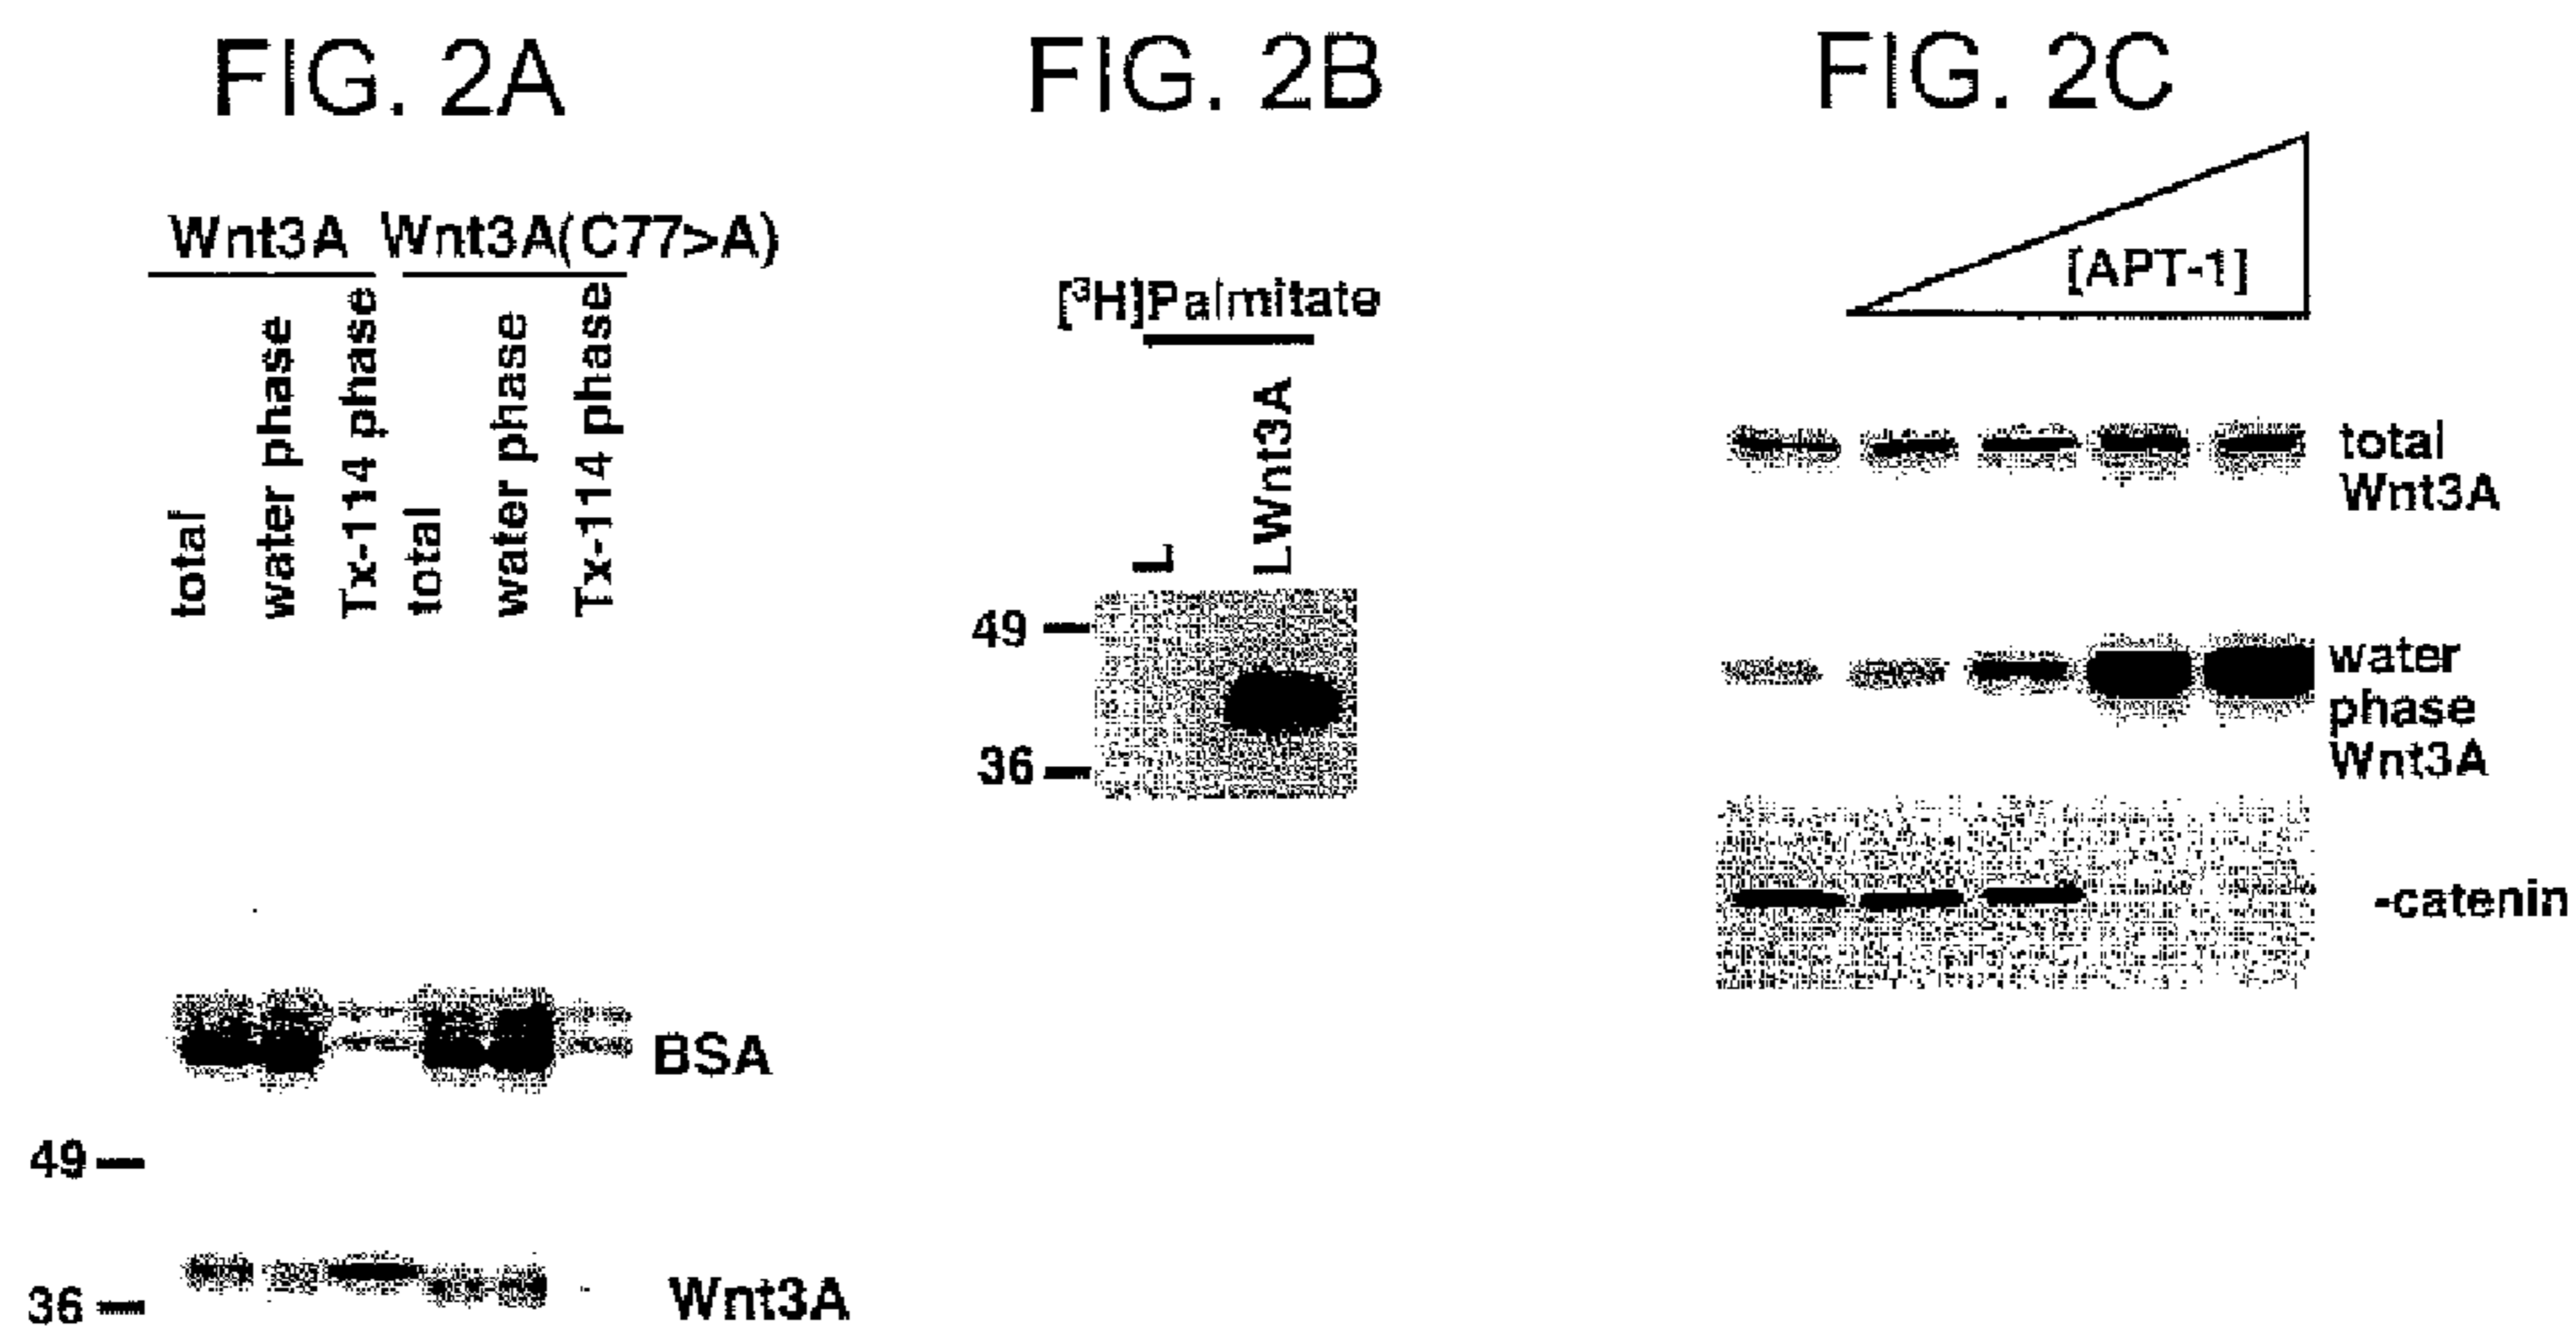 FIG. 2A
Wnt3A Wnt3A(C77>A)
total
water phase
Tx-114 phase
total
water phase
Tx-114 phase
BSA
49
36
Wnt3A
FIG. 2B
[³H]Palmitate
L
LWnt3A
49
36
FIG. 2C
[APT-1]
total
Wnt3A
water
phase
Wnt3A
-catenin